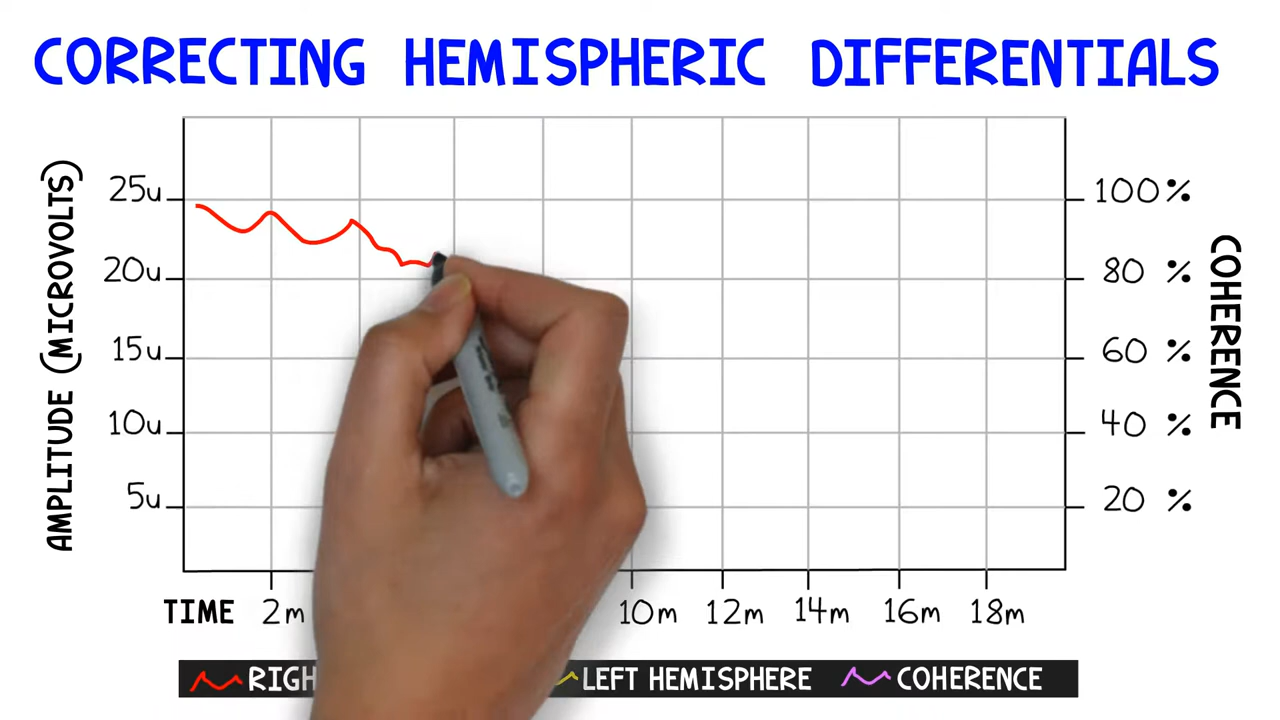 CORRECTING HEMISPHERIC DIFFERENTIALS
AMPLITUDE (MICROVOLTS)
25u
20u
15u
10u
5u
100%
80 %
60 %
40 %
20 %
COHERENCE
TIME 2m 10m 12m 14m 16m 18m
LEFT HEMISPHERE COHERENCE